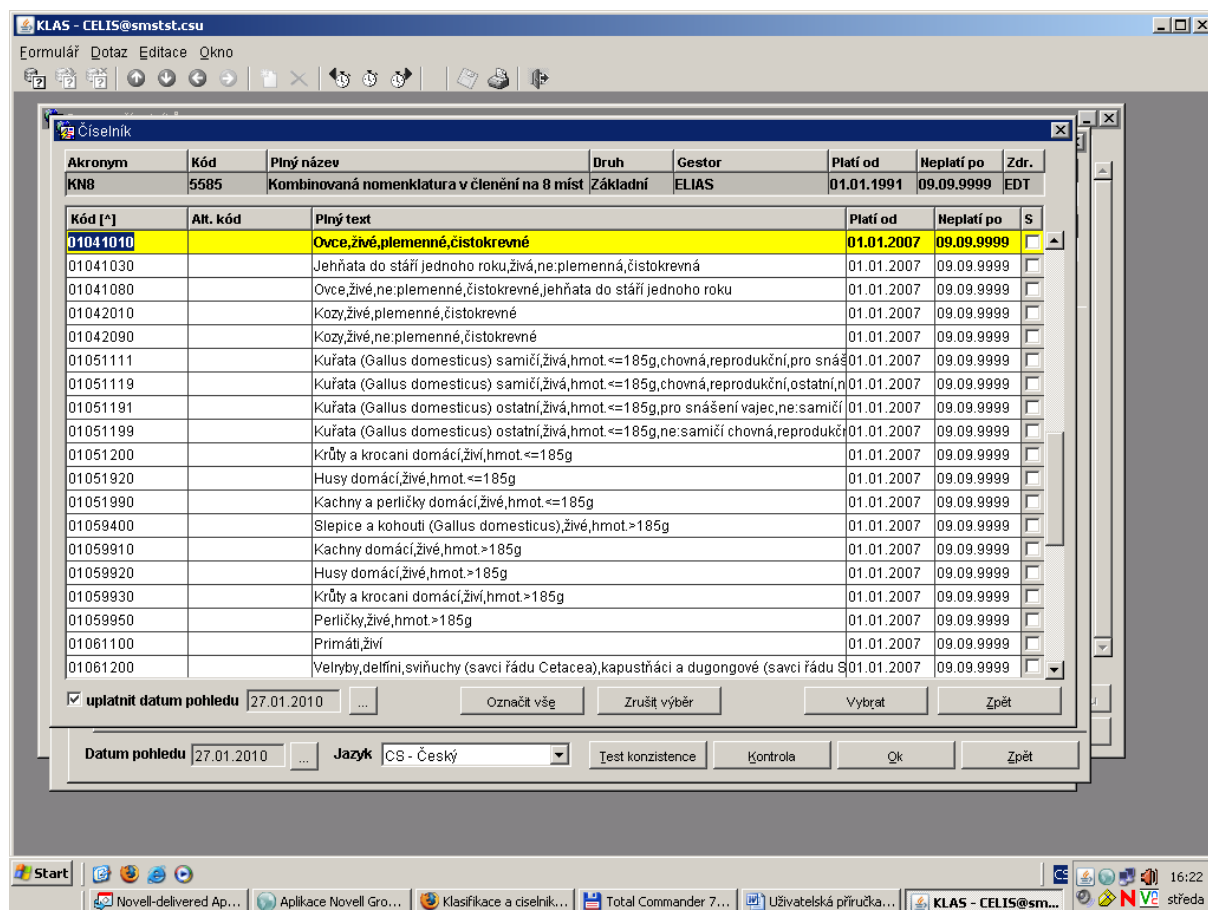 KLAS - CELIS@smstst.csu
Formulář Dotaz Editace Okno
Číselník
Akronym Kód Plný název Druh Gestor Platí od Neplatí po Zdr.
KN8 5585 Kombinovaná nomenklatura v členění na 8 míst Základní ELIAS 01.01.1991 09.09.9999 EDT
Kód [^] Alt. kód Plný text Platí od Neplatí po S
01041010 Ovce,živé,plemenné,čistokrevné 01.01.2007 09.09.9999
01041030 Jehňata do stáří jednoho roku,živá,ne:plemenná,čistokrevná 01.01.2007 09.09.9999
01041080 Ovce,živé,ne:plemenné,čistokrevné,jehňata do stáří jednoho roku 01.01.2007 09.09.9999
01042010 Kozy,živé,plemenné,čistokrevné 01.01.2007 09.09.9999
01042090 Kozy,živé,ne:plemenné,čistokrevné 01.01.2007 09.09.9999
01051111 Kuřata (Gallus domesticus) samičí,živá,hmot.<=185g,chovná,reprodukční,pro snáš 01.01.2007 09.09.9999
01051119 Kuřata (Gallus domesticus) samičí,živá,hmot.<=185g,chovná,reprodukční,ostatní,n 01.01.2007 09.09.9999
01051191 Kuřata (Gallus domesticus) ostatní,živá,hmot.<=185g,pro snášení vajec,ne:samičí 01.01.2007 09.09.9999
01051199 Kuřata (Gallus domesticus) ostatní,živá,hmot.<=185g,ne:samičí chovná,reprodukčn 01.01.2007 09.09.9999
01051200 Krůty a krocani domácí,živí,hmot.<=185g 01.01.2007 09.09.9999
01051920 Husy domácí,živé,hmot.<=185g 01.01.2007 09.09.9999
01051990 Kachny a perličky domácí,živé,hmot.<=185g 01.01.2007 09.09.9999
01059400 Slepice a kohouti (Gallus domesticus),živé,hmot.>185g 01.01.2007 09.09.9999
01059910 Kachny domácí,živé,hmot.>185g 01.01.2007 09.09.9999
01059920 Husy domácí,živé,hmot.>185g 01.01.2007 09.09.9999
01059930 Krůty a krocani domácí,živí,hmot.>185g 01.01.2007 09.09.9999
01059950 Perličky,živé,hmot.>185g 01.01.2007 09.09.9999
01061100 Primáti,živí 01.01.2007 09.09.9999
01061200 Velryby,delfíni,sviňuchy (savci řádu Cetacea),kapustňáci a dugongové (savci řádu S 01.01.2007 09.09.9999
uplatnit datum pohledu 27.01.2010 ... Označit vše Zrušit výběr Vybrat Zpět
Datum pohledu 27.01.2010 ... Jazyk CS - Český Test konzistence Kontrola Ok Zpět
Start CS 16:22
Novell-delivered Ap... Aplikace Novell Gro... Klasifikace a ciselnik... Total Commander 7... Uživatelská příručka... KLAS - CELIS@sm... středa